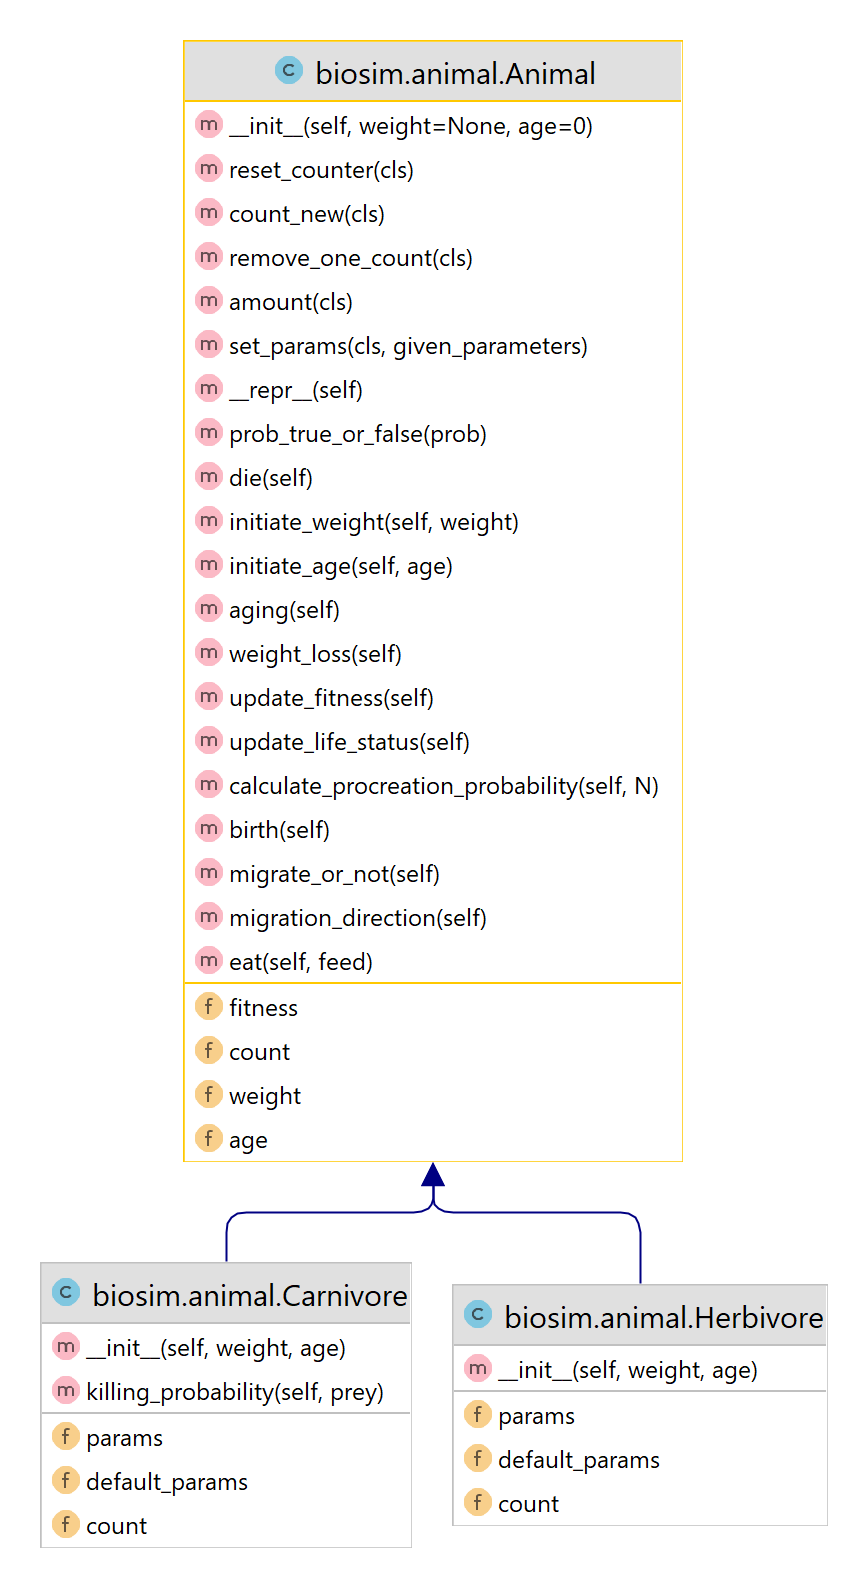 C biosim.animal.Animal
m __init__(self, weight=None, age=0)
m reset_counter(cls)
m count_new(cls)
m remove_one_count(cls)
m amount(cls)
m set_params(cls, given_parameters)
m __repr__(self)
m prob_true_or_false(prob)
m die(self)
m initiate_weight(self, weight)
m initiate_age(self, age)
m aging(self)
m weight_loss(self)
m update_fitness(self)
m update_life_status(self)
m calculate_procreation_probability(self, N)
m birth(self)
m migrate_or_not(self)
m migration_direction(self)
m eat(self, feed)
f fitness
f count
f weight
f age
C biosim.animal.Carnivore
m __init__(self, weight, age)
m killing_probability(self, prey)
f params
f default_params
f count
C biosim.animal.Herbivore
m __init__(self, weight, age)
f params
f default_params
f count